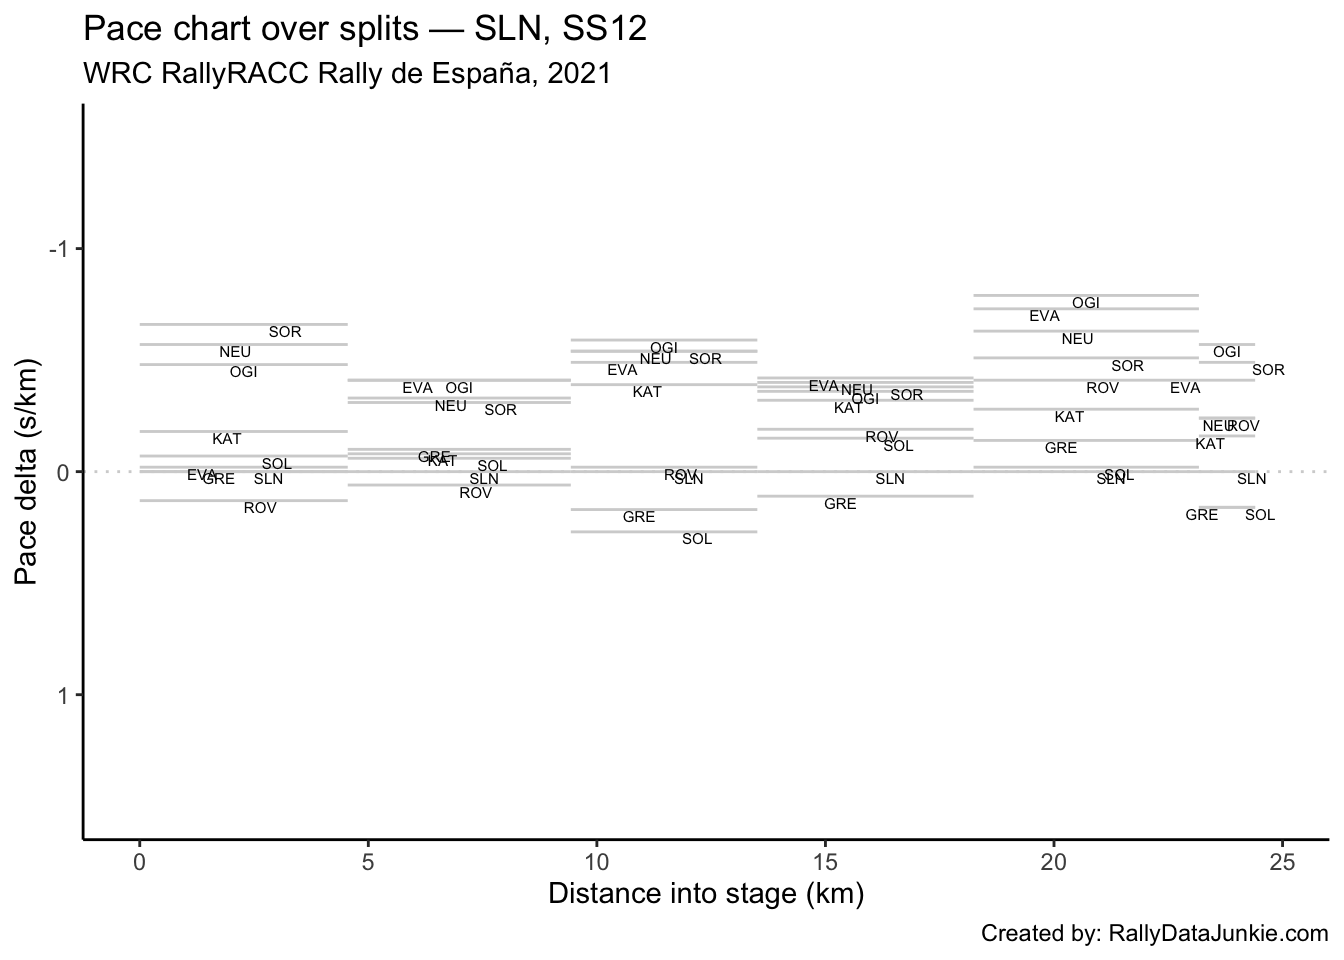 Pace chart over splits — SLN, SS12
WRC RallyRACC Rally de España, 2021
Pace delta (s/km)
-1
0
1
OGI
EVA
SOR
NEU
OGI
NEU
OGI
NEU
SOR
SOR
OGI
EVA
KAT
SOR
EVA
OGI
NEU
SOR
EVA
NEU
OGI
SOR
KAT
ROV
EVA
KAT
NEU
ROV
KAT
SOL
EVA
GRE
SLN
ROV
GRE
KAT
SOL
SLN
ROV
ROV
SLN
GRE
SOL
ROV
SOL
SLN
GRE
GRE
SOL
SLN
KAT
SLN
GRE
SOL
0
5
10
15
20
25
Distance into stage (km)
Created by: RallyDataJunkie.com